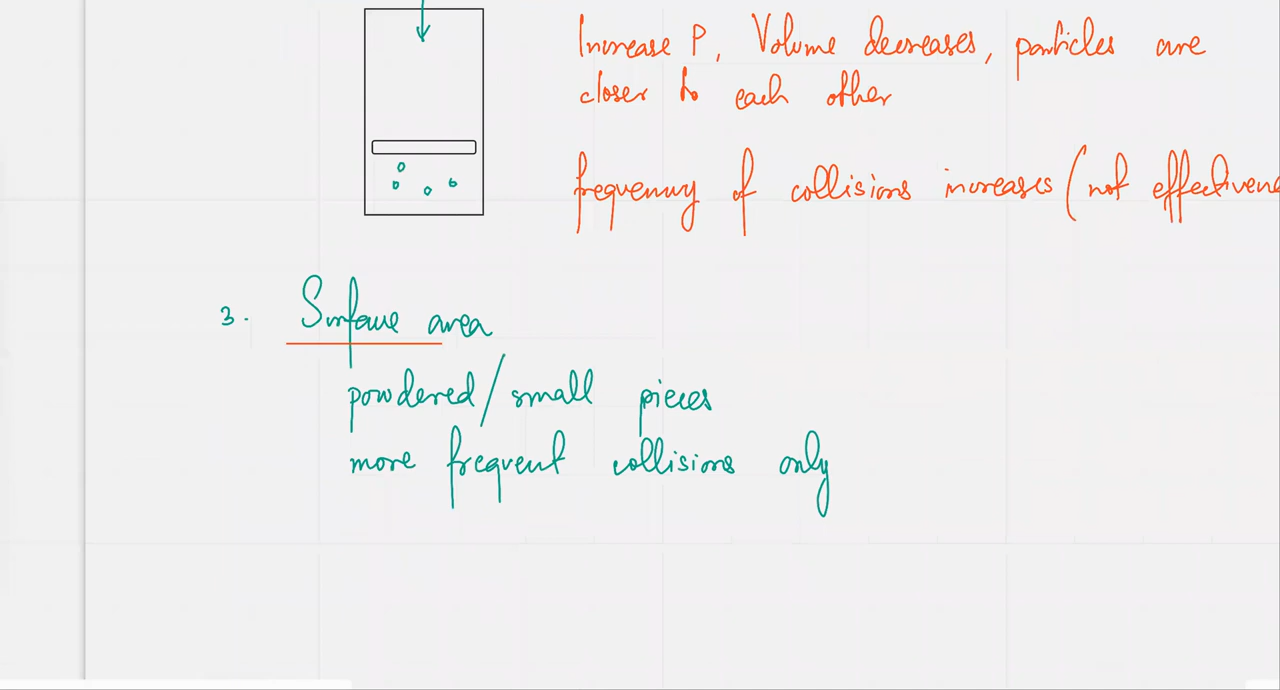 Increase P, Volume decreases, particles are
closer to each other
frequency of collisions increases (not effectivene
3. Surface area
powdered/small pieces
more frequent collisions only